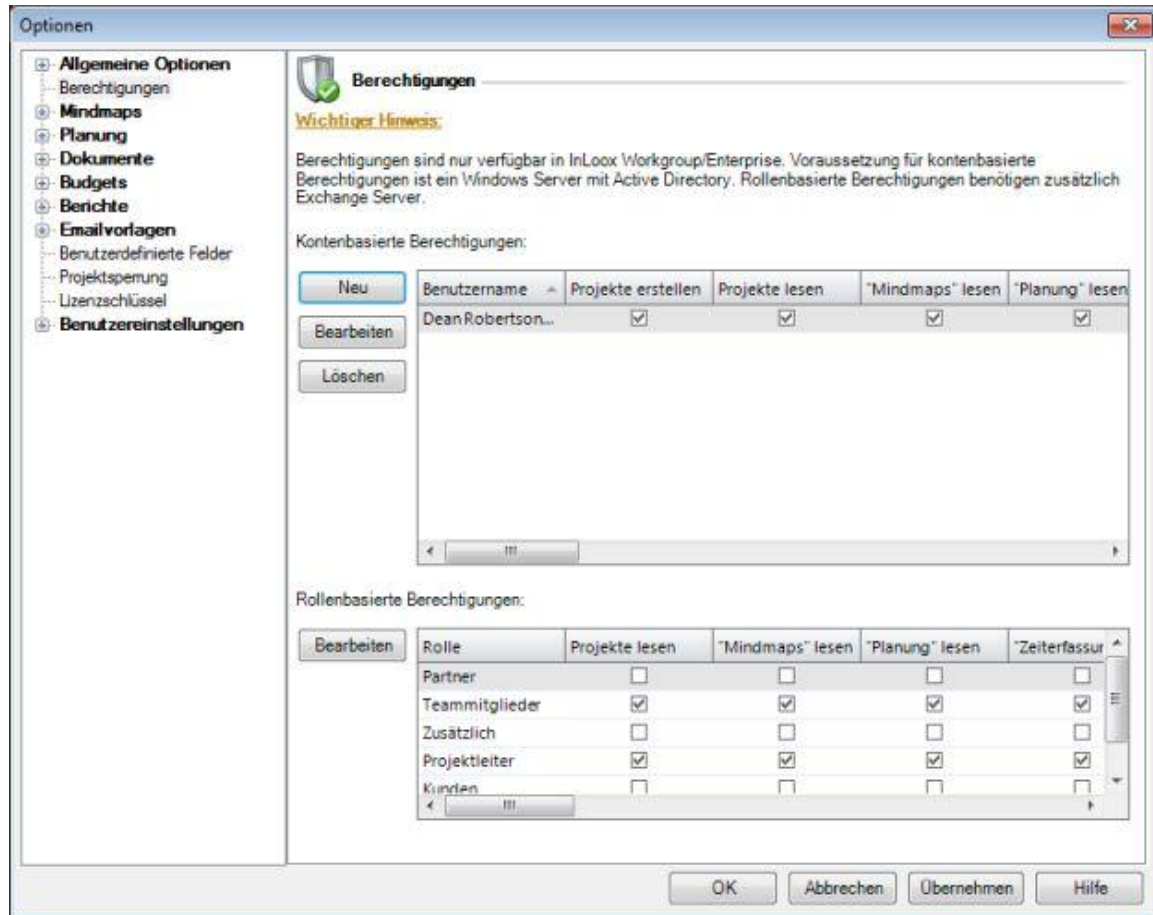 Optionen
Allgemeine Optionen
Berechtigungen
Mindmaps
Planung
Dokumente
Budgets
Berichte
Emailvorlagen
Benutzerdefinierte Felder
Projektsperrung
Lizenzschlüssel
Benutzereinstellungen
Berechtigungen
Wichtiger Hinweis:
Berechtigungen sind nur verfügbar in InLoox Workgroup/Enterprise. Voraussetzung für kontenbasierte
Berechtigungen ist ein Windows Server mit Active Directory. Rollenbasierte Berechtigungen benötigen zusätzlich
Exchange Server.
Kontenbasierte Berechtigungen:
Neu
Bearbeiten
Löschen
Benutzername Projekte erstellen Projekte lesen "Mindmaps" lesen "Planung" lesen
Dean Robertson...
Rollenbasierte Berechtigungen:
Bearbeiten
Rolle Projekte lesen "Mindmaps" lesen "Planung" lesen "Zeiterfassur
Partner
Teammitglieder
Zusätzlich
Projektleiter
Kunden
OK Abbrechen Übernehmen Hilfe